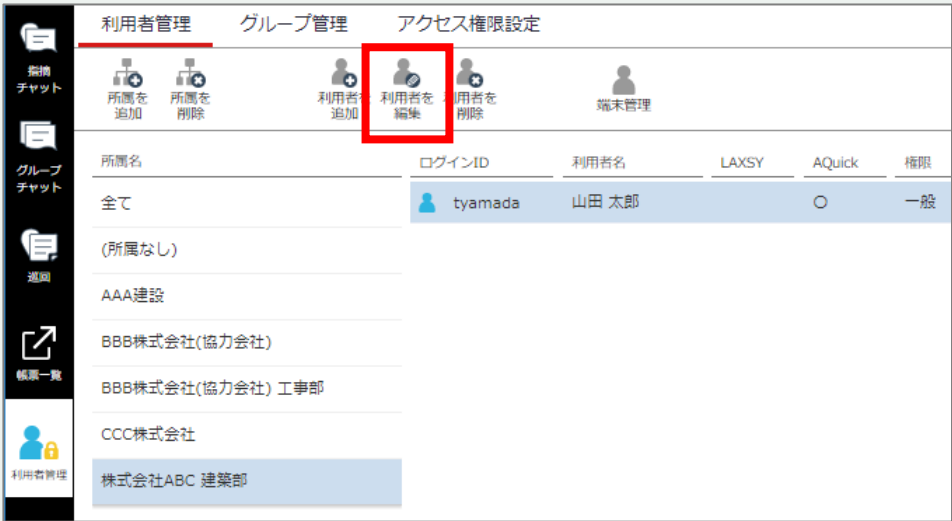 利用者管理 グループ管理 アクセス権限設定
指摘
チャット
グループ
チャット
巡回
帳票一覧
利用者管理
所属を
追加
所属を
削除
利用者を
追加
利用者を
編集
利用者を
削除
端末管理
所属名 ログインID 利用者名 LAXSY AQuick 権限
全て
(所属なし)
AAA建設
BBB株式会社(協力会社)
BBB株式会社(協力会社) 工事部
CCC株式会社
株式会社ABC 建築部
tyamada 山田 太郎 ○ 一般